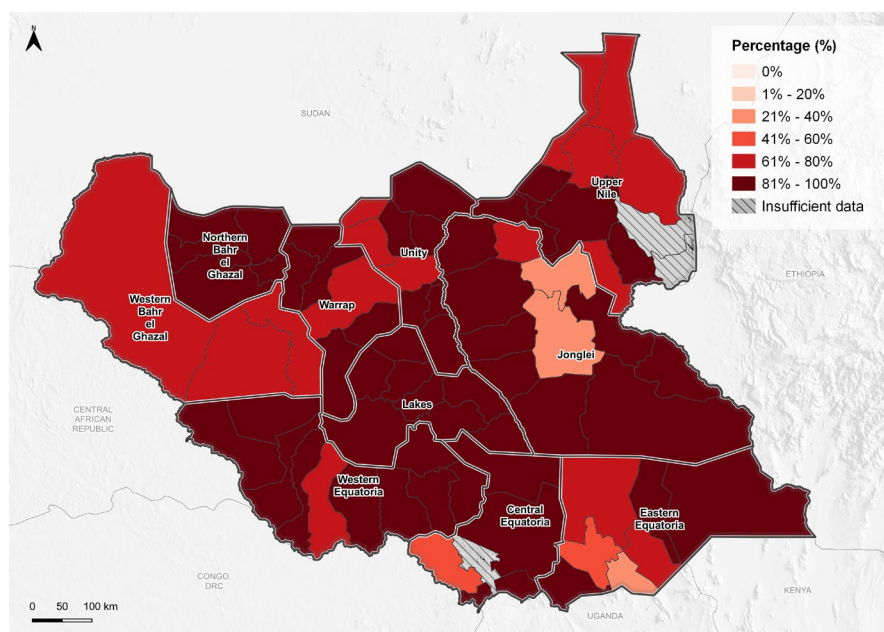 N
SUDAN
Percentage (%)
0%
1% - 20%
21% - 40%
41% - 60%
61% - 80%
81% - 100%
Insufficient data
Upper
Nile
Northern
Bahr
el
Ghazal
Unity
Western
Bahr
el
Ghazal
Warrap
ETHIOPIA
Jonglei
Lakes
CENTRAL
AFRICAN
REPUBLIC
Western
Equatoria
Central
Equatoria
Eastern
Equatoria
CONGO,
DRC
KENYA
UGANDA
0 50 100 km